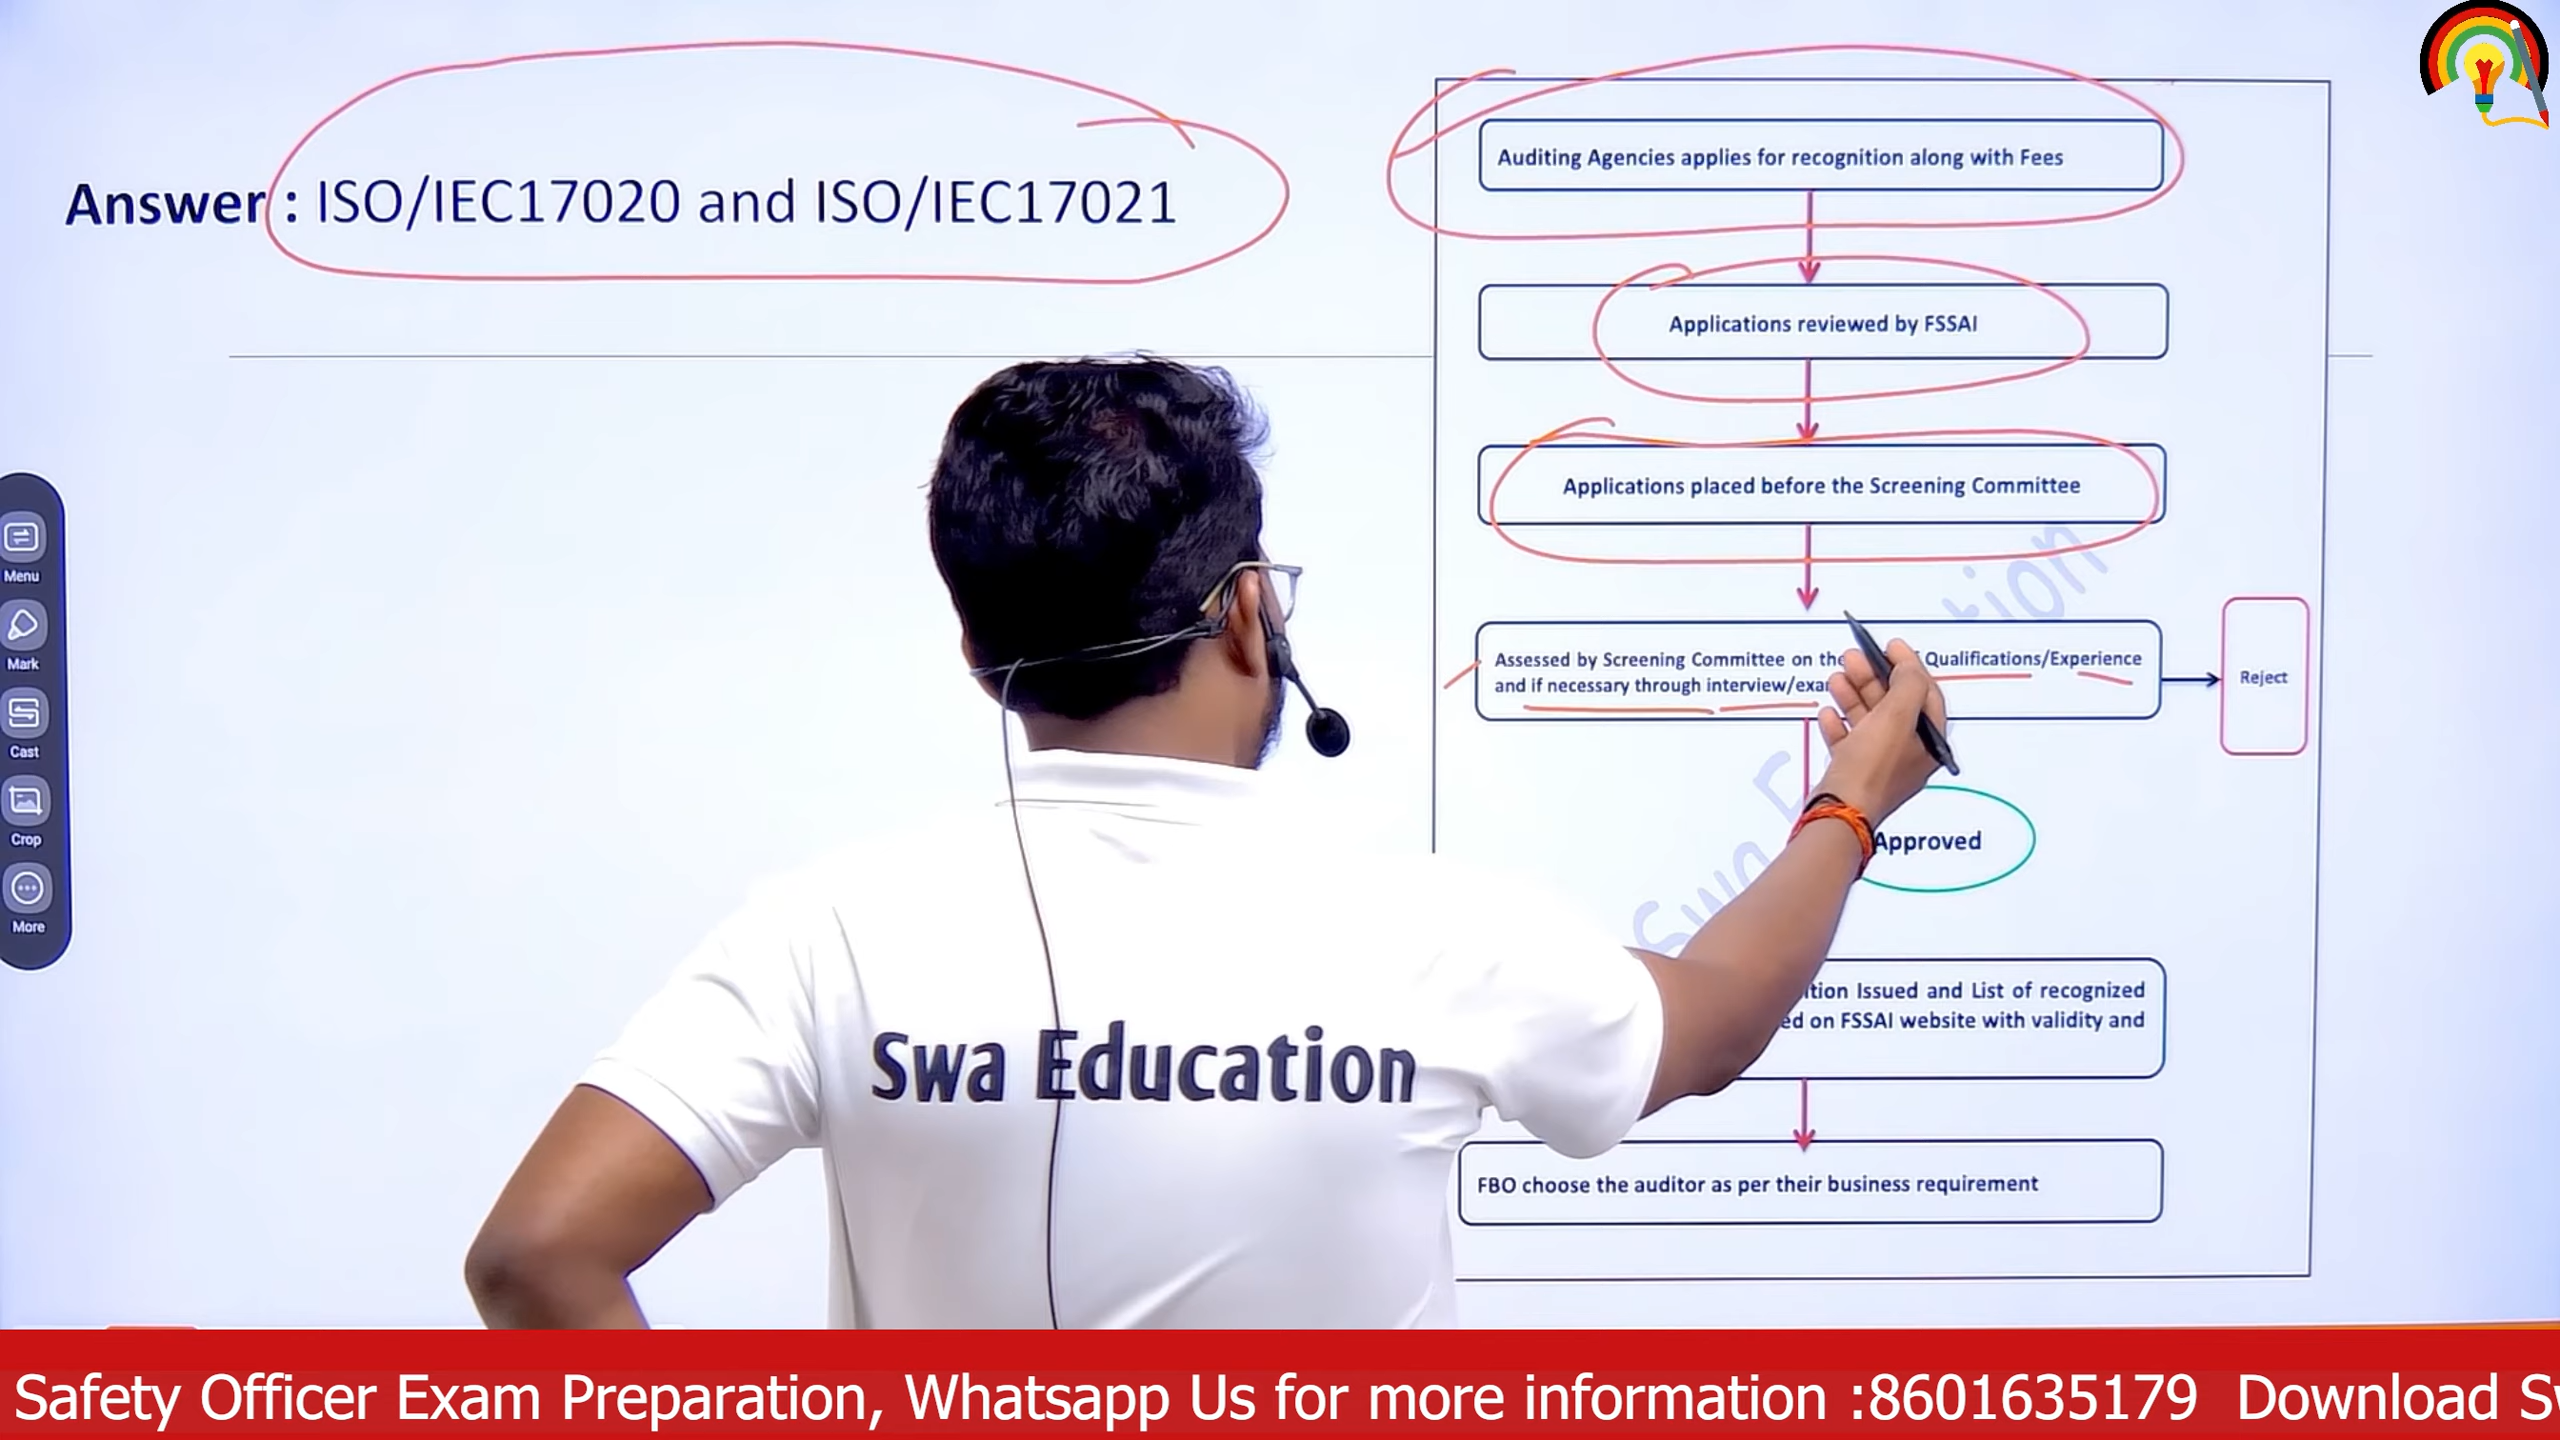 Answer : ISO/IEC17020 and ISO/IEC17021
Auditing Agencies applies for recognition along with Fees
Applications reviewed by FSSAI
Applications placed before the Screening Committee
Assessed by Screening Committee on the Qualifications/Experience
and if necessary through interview/
Reject
Approved
Issued and List of recognized
on FSSAI website with validity and
FBO choose the auditor as per their business requirement
Menu
Mark
Cast
Crop
More
Swa Education
Swa
Safety Officer Exam Preparation, Whatsapp Us for more information :8601635179 Download